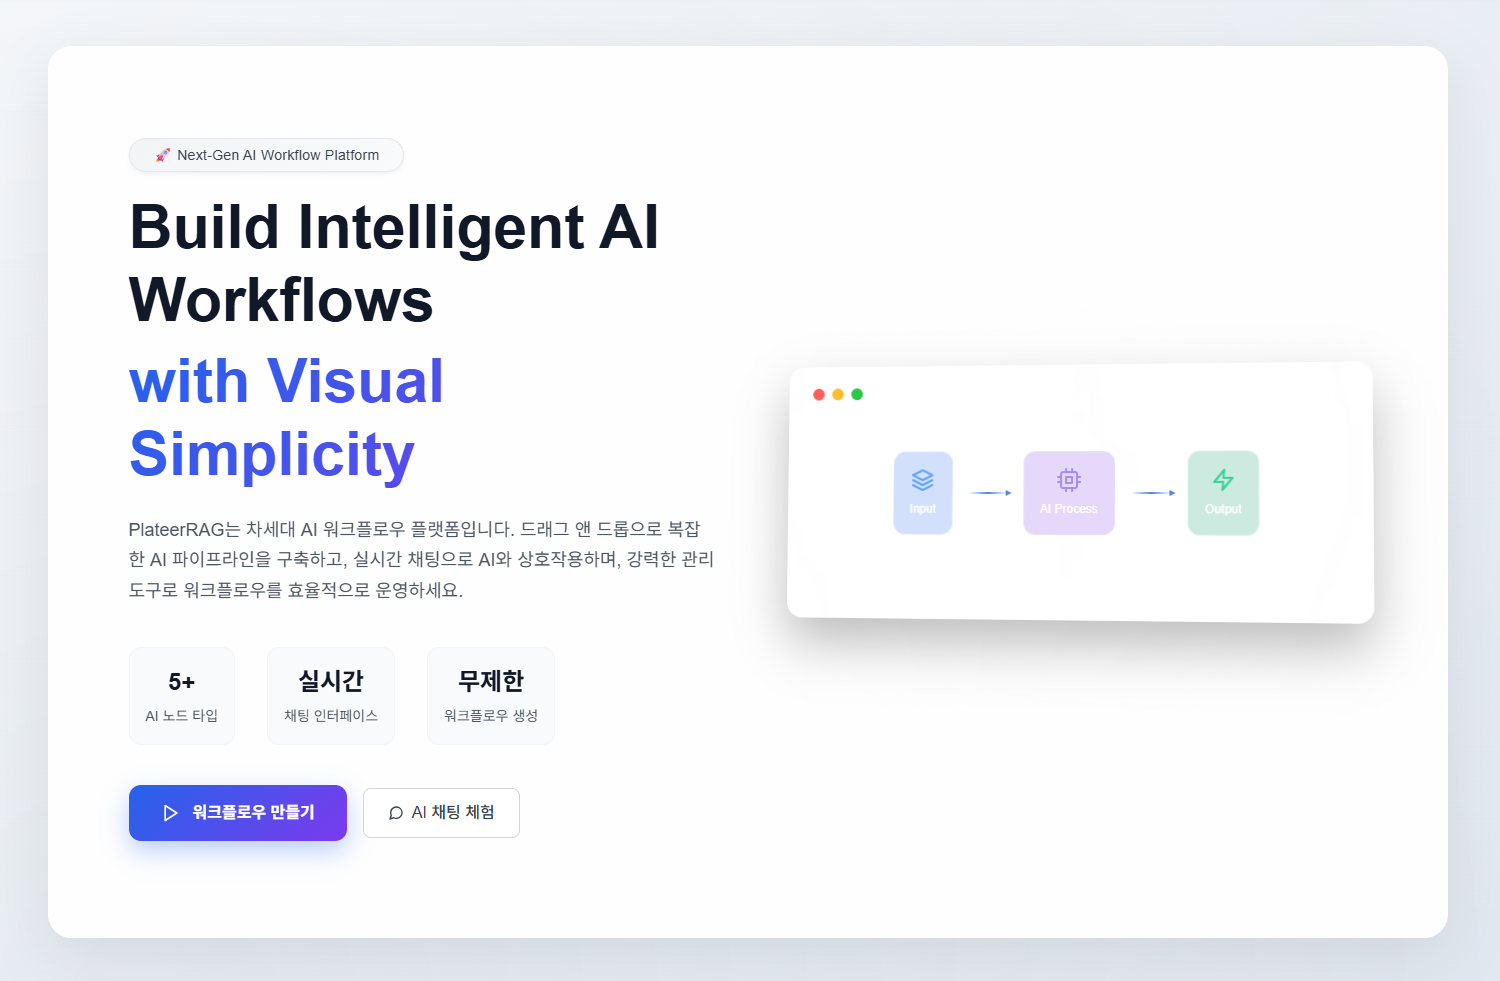 🚀 Next-Gen AI Workflow Platform
Build Intelligent AI
Workflows
with Visual
Simplicity
PlateerRAG는 차세대 AI 워크플로우 플랫폼입니다. 드래그 앤 드롭으로 복잡
한 AI 파이프라인을 구축하고, 실시간 채팅으로 AI와 상호작용하며, 강력한 관리
도구로 워크플로우를 효율적으로 운영하세요.
5+
AI 노드 타입
실시간
채팅 인터페이스
무제한
워크플로우 생성
워크플로우 만들기
AI 채팅 체험
Input
AI Process
Output